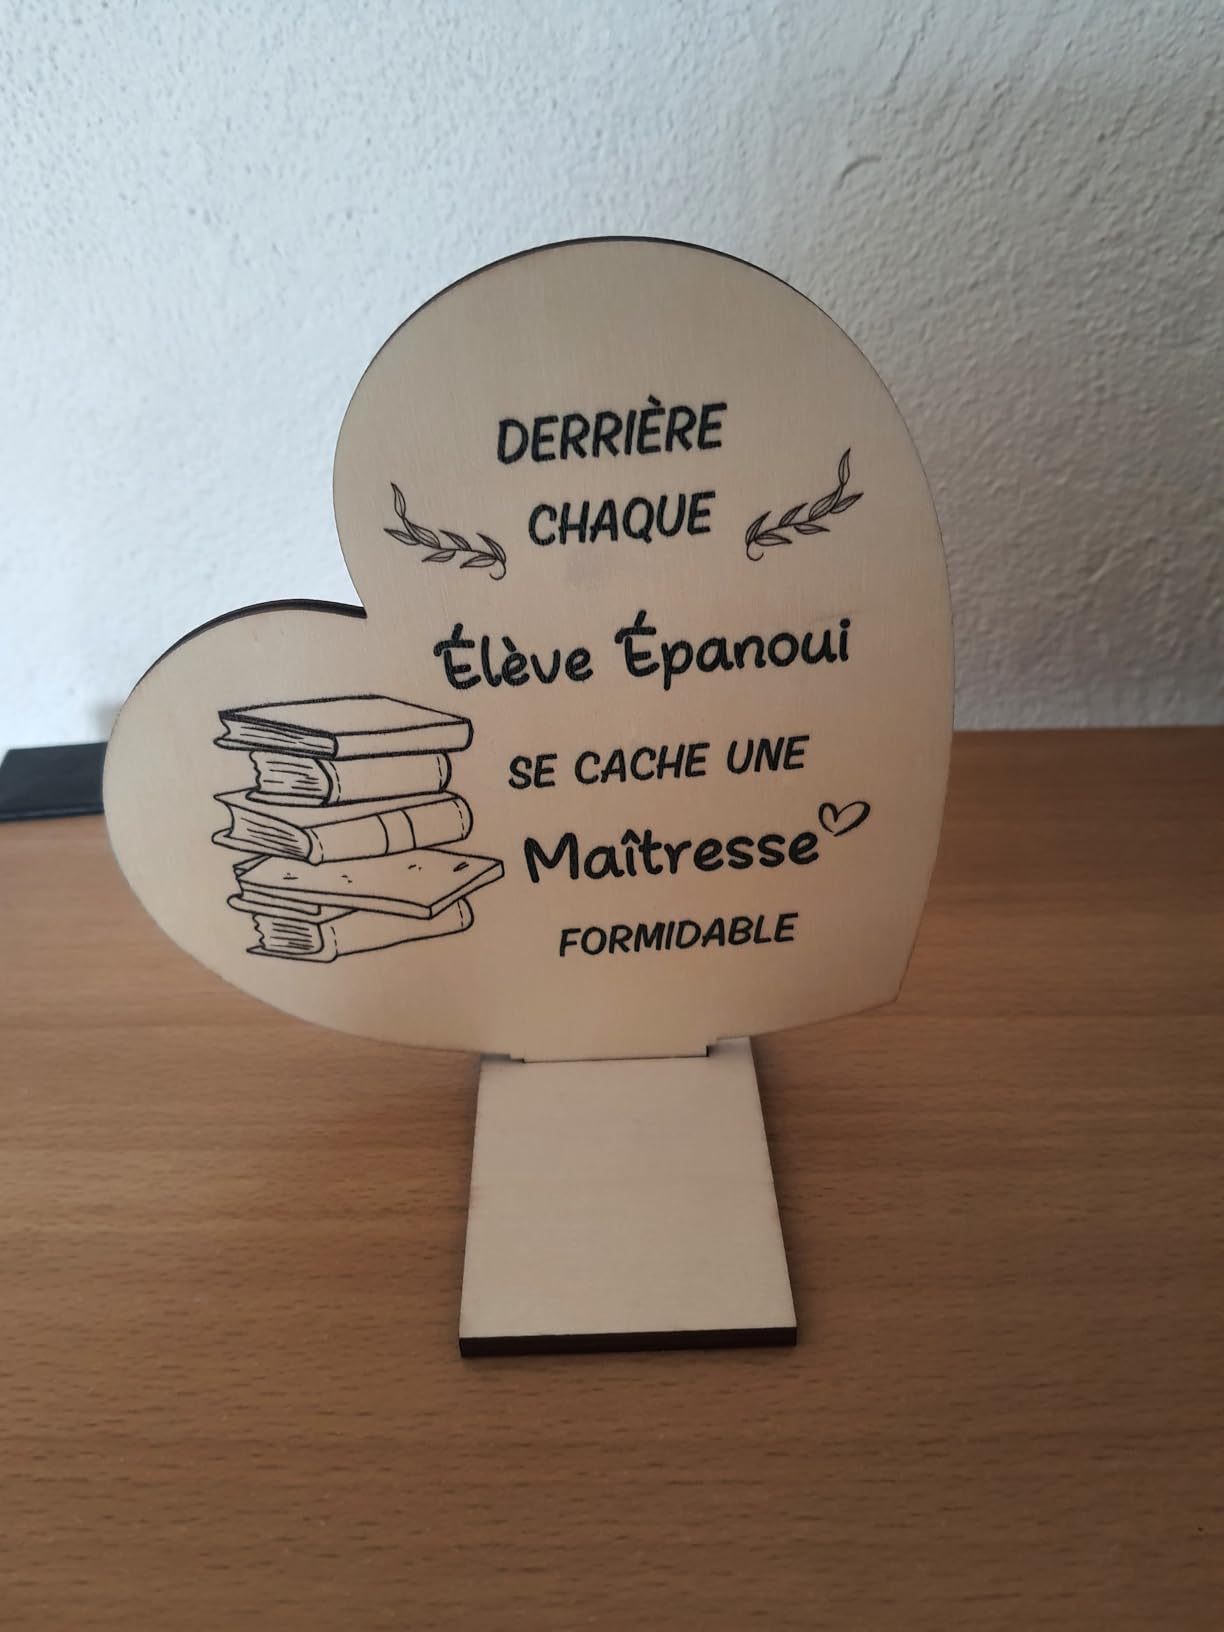 DERRIÈRE
CHAQUE
Élève Épanoui
SE CACHE UNE
Maîtresse
FORMIDABLE